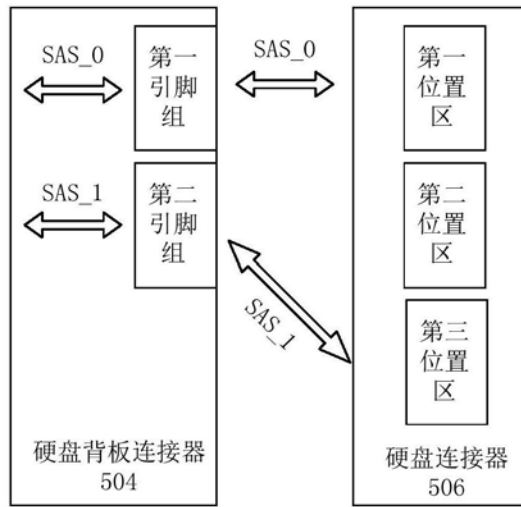 SAS_0
第一
引脚
组
SAS_0
第一
位置
区
SAS_1
第二
引脚
组
第二
位置
区
SAS_1
第三
位置
区
硬盘背板连接器
504
硬盘连接器
506